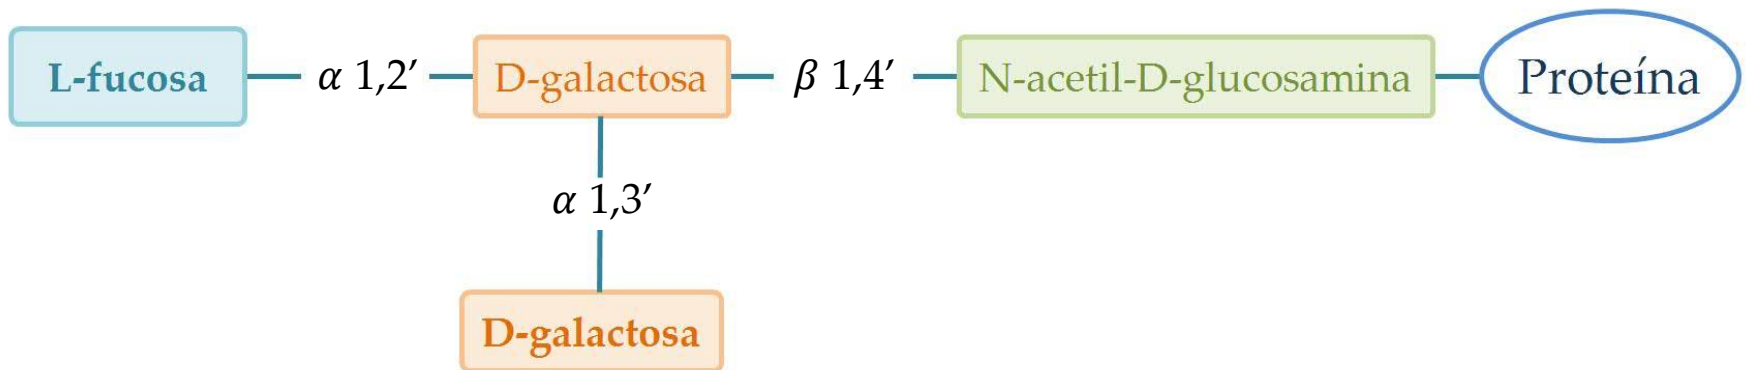 L-fucosa α 1,2′ D-galactosa β 1,4′ N-acetil-D-glucosamina Proteína
α 1,3′
D-galactosa